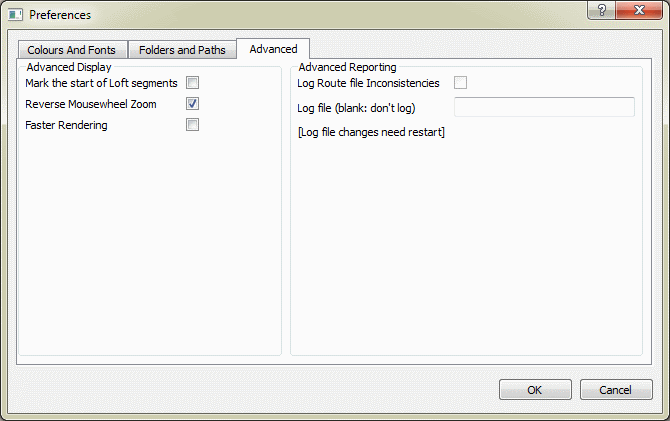 Preferences
?
Colours And Fonts
Folders and Paths
Advanced
Advanced Display
Mark the start of Loft segments
Reverse Mousewheel Zoom
Faster Rendering
Advanced Reporting
Log Route file Inconsistencies
Log file (blank: don't log)
[Log file changes need restart]
OK
Cancel